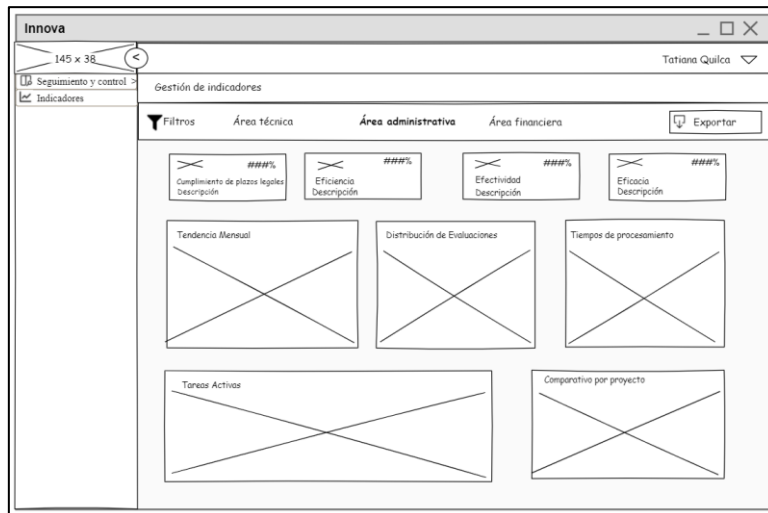 Innova
145 x 38
<
Tatiana Quilca
Seguimiento y control >
Indicadores
Gestión de indicadores
Filtros
Área técnica
Área administrativa
Área financiera
Exportar
###%
Cumplimiento de plazos legales
Descripción
###%
Eficiencia
Descripción
###%
Efectividad
Descripción
###%
Eficacia
Descripción
Tendencia Mensual
Distribución de Evaluaciones
Tiempos de procesamiento
Tareas Activas
Comparativo por proyecto